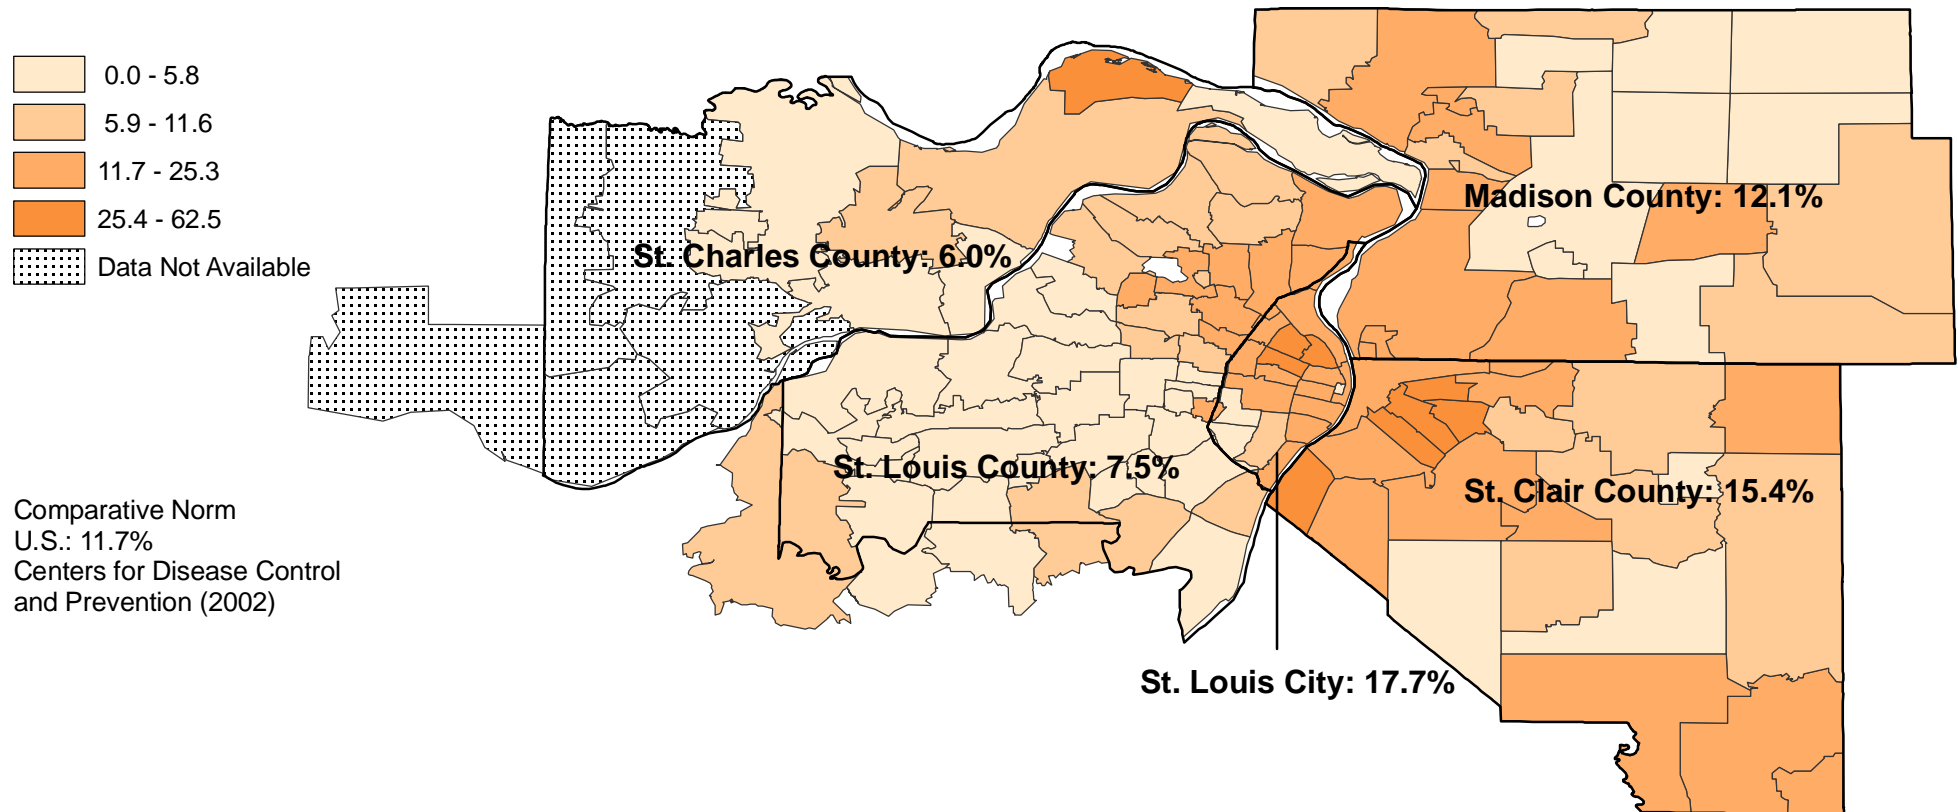 0.0 - 5.8
5.9 - 11.6
11.7 - 25.3
25.4 - 62.5
Data Not Available
Madison County: 12.1%
St. Charles County: 6.0%
St. Louis County: 7.5%
St. Clair County: 15.4%
Comparative Norm
U.S.: 11.7%
Centers for Disease Control
and Prevention (2002)
St. Louis City: 17.7%